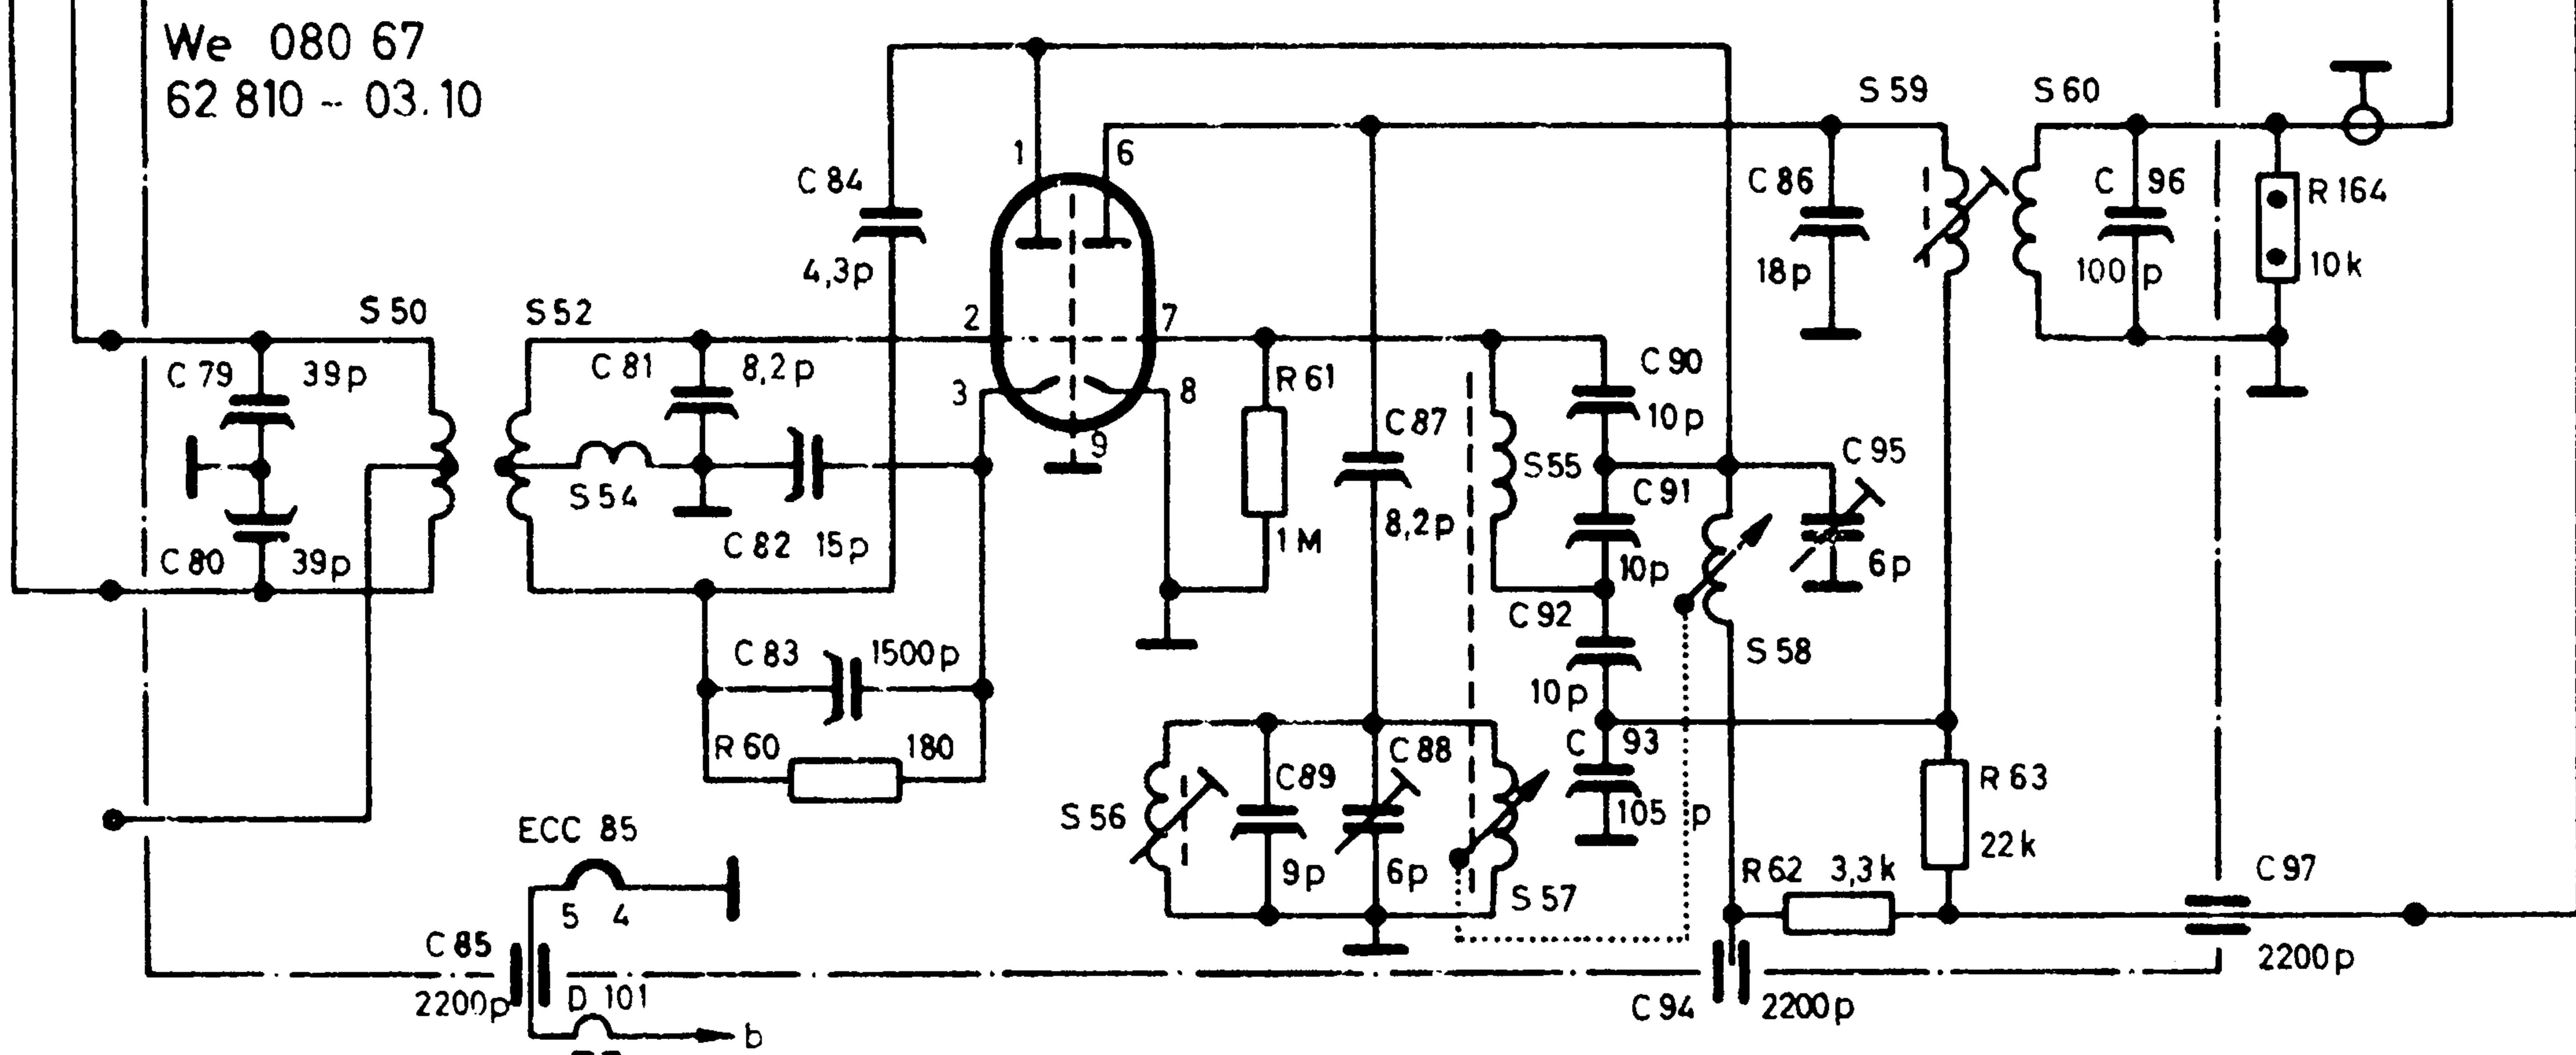 We 080 67
62 810 - 03.10
S 59
S 60
1
6
C 84
C 86
C 96
R 164
4,3p
18p
100 p
10k
S 50
S 52
2
7
C 79
39p
C 81
8,2p
C 90
3
8
R 61
10p
C 87
9
S 55
C 95
S 54
C 91
8,2p
C 82
15p
1M
C 80
39p
10p
6p
C 92
C 83
1500p
S 58
10p
R 60
180
C 93
C 88
C 89
R 63
S 56
105 p
ECC 85
22k
R 62
3,3k
C 97
9p
6p
S 57
5
4
C 85
2200p
2200p
D 101
C 94
2200p
b